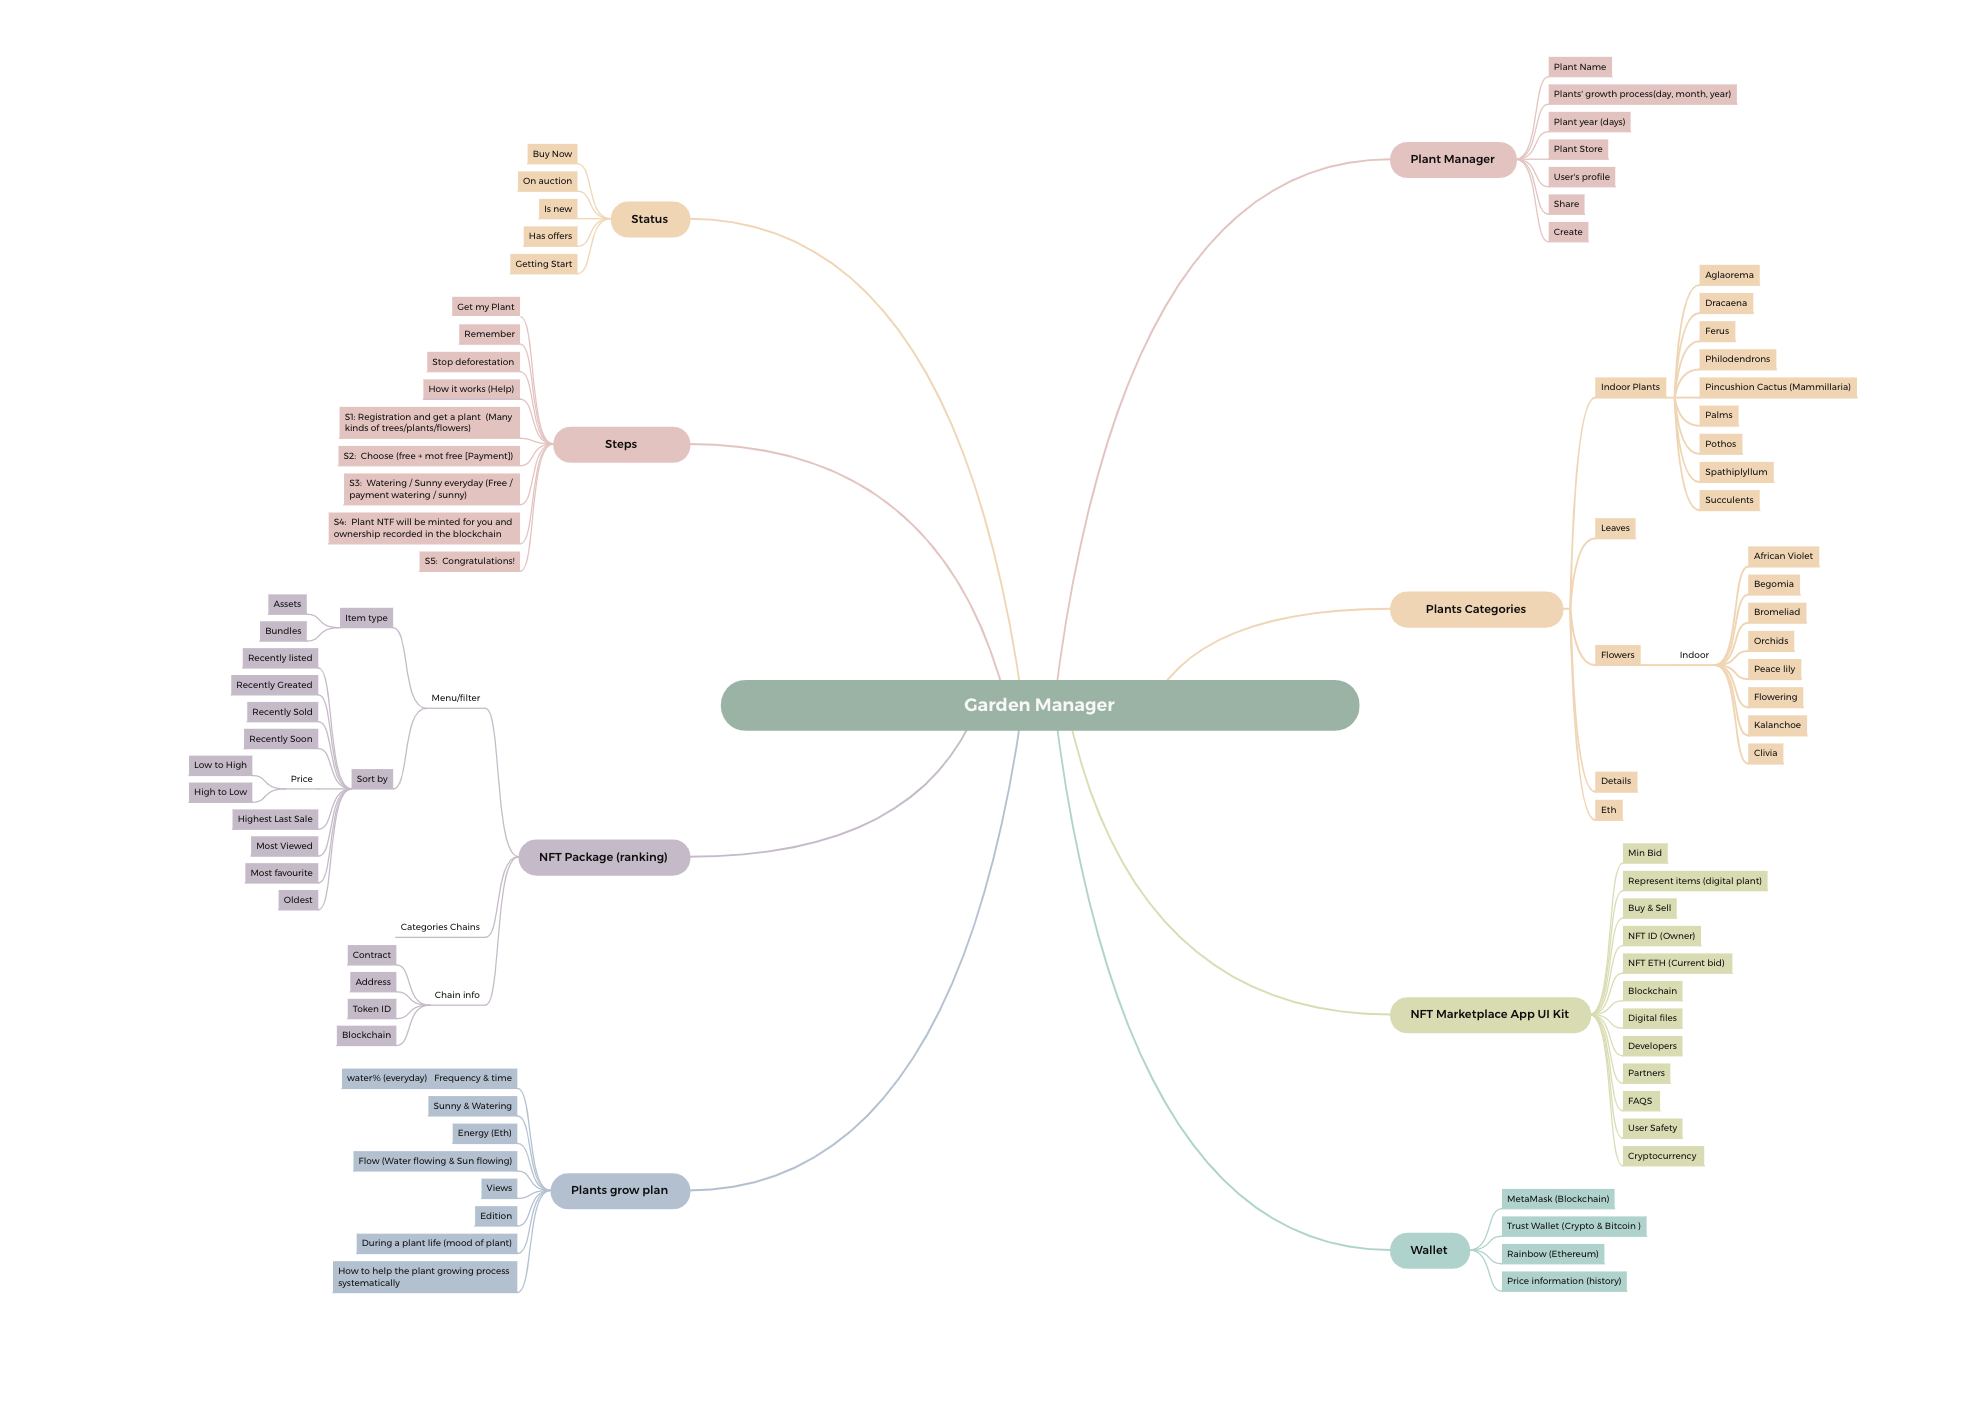 Garden Manager
Status
Buy Now
On auction
Is new
Has offers
Getting Start
Steps
Get my Plant
Remember
Stop deforestation
How it works (Help)
S1: Registration and get a plant  (Many
kinds of trees/plants/flowers)
S2:  Choose (free + mot free [Payment])
S3:  Watering / Sunny everyday (Free /
payment watering / sunny)
S4:  Plant NTF will be minted for you and
ownership recorded in the blockchain
S5:  Congratulations!
NFT Package (ranking)
Menu/filter
Item type
Assets
Bundles
Sort by
Recently listed
Recently Greated
Recently Sold
Recently Soon
Price
Low to High
High to Low
Highest Last Sale
Most Viewed
Most favourite
Oldest
Categories Chains
Chain info
Contract
Address
Token ID
Blockchain
Plants grow plan
water% (everyday)   Frequency & time
Sunny & Watering
Energy (Eth)
Flow (Water flowing & Sun flowing)
Views
Edition
During a plant life (mood of plant)
How to help the plant growing process
systematically
Plant Manager
Plant Name
Plants' growth process(day, month, year)
Plant year (days)
Plant Store
User's profile
Share
Create
Plants Categories
Indoor Plants
Aglaorema
Dracaena
Ferus
Philodendrons
Pincushion Cactus (Mammillaria)
Palms
Pothos
Spathiplyllum
Succulents
Leaves
Flowers
Indoor
African Violet
Begomia
Bromeliad
Orchids
Peace lily
Flowering
Kalanchoe
Clivia
Details
Eth
NFT Marketplace App UI Kit
Min Bid
Represent items (digital plant)
Buy & Sell
NFT ID (Owner)
NFT ETH (Current bid)
Blockchain
Digital files
Developers
Partners
FAQS
User Safety
Cryptocurrency
Wallet
MetaMask (Blockchain)
Trust Wallet (Crypto & Bitcoin )
Rainbow (Ethereum)
Price information (history)